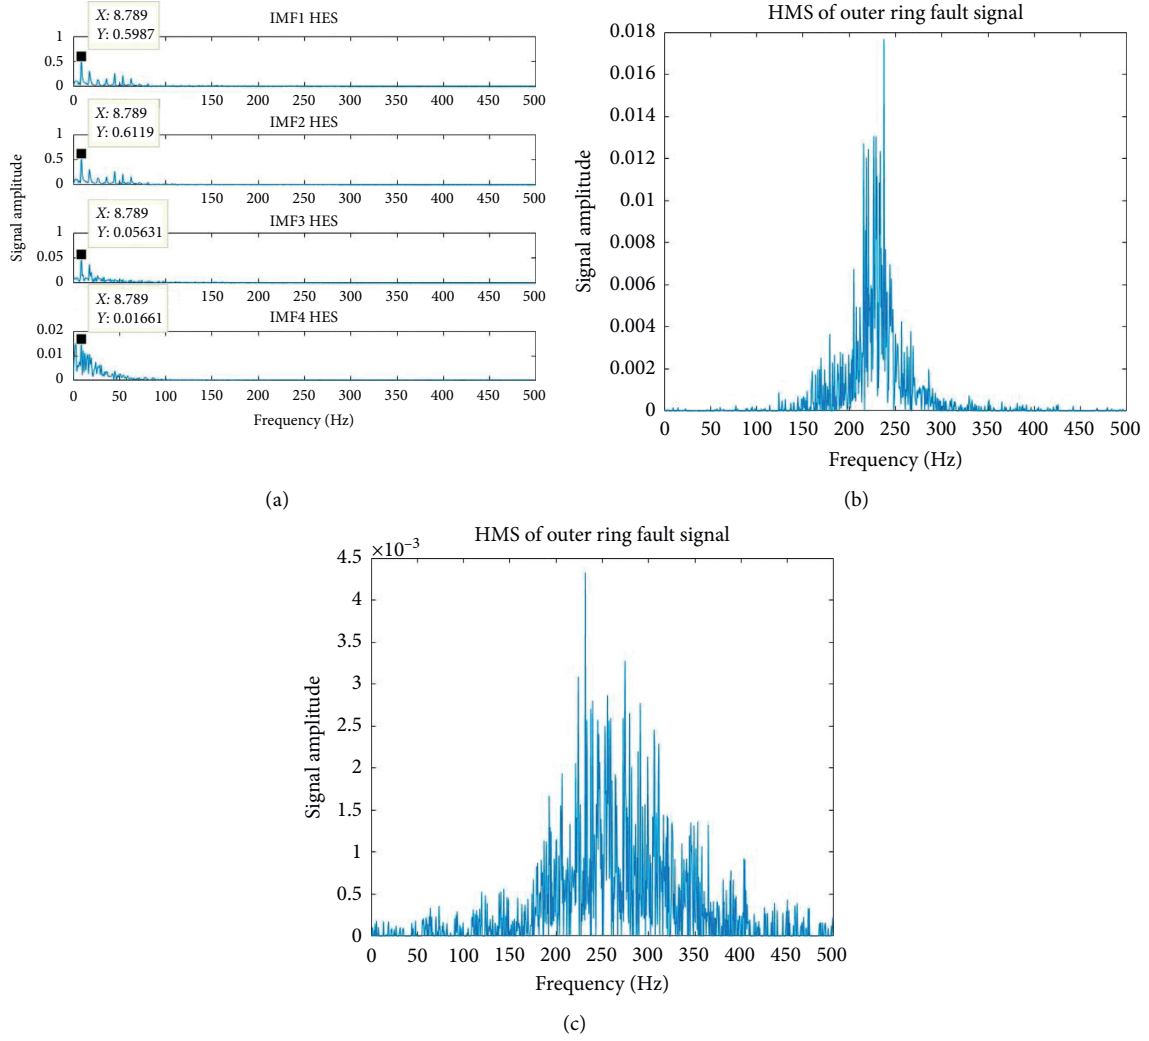 IMF1 HES
X: 8.789
Y: 0.5987
1
0.5
0
0 150 200 250 300 350 400 450 500
IMF2 HES
X: 8.789
Y: 0.6119
1
0.5
0
150 200 250 300 350 400 450 500
IMF3 HES
X: 8.789
Y: 0.05631
1
0.05
0
150 200 250 300 350 400 450 500
IMF4 HES
X: 8.789
Y: 0.01661
0.02
0.01
0
0 50 100 150 200 250 300 350 400 450 500
Signal amplitude
Frequency (Hz)
(a)
HMS of outer ring fault signal
0.018
0.016
0.014
0.012
0.01
0.008
0.006
0.004
0.002
0
0 50 100 150 200 250 300 350 400 450 500
Signal amplitude
Frequency (Hz)
(b)
HMS of outer ring fault signal
×10⁻³
4.5
4
3.5
3
2.5
2
1.5
1
0.5
0
0 50 100 150 200 250 300 350 400 450 500
Signal amplitude
Frequency (Hz)
(c)